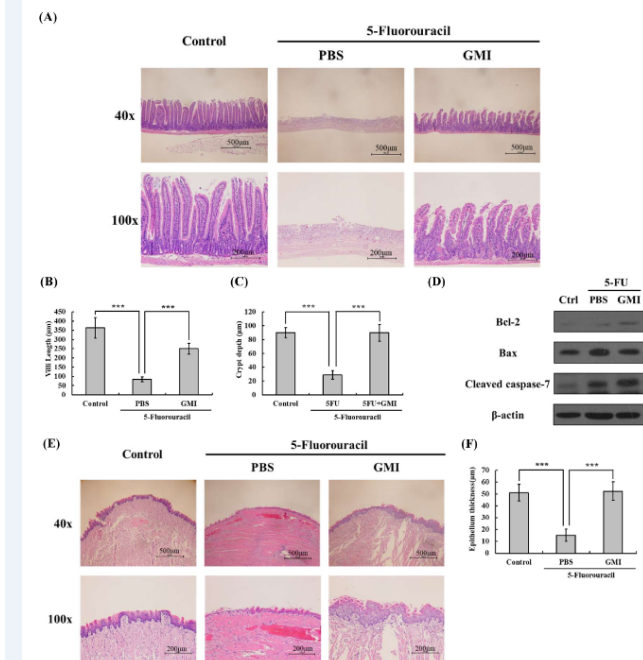 (A)
Control
5-Fluorouracil
PBS
GMI
40x
500μm
500μm
500μm
100x
200μm
200μm
200μm
(B)
Villi Length (μm)
450
400
350
300
250
200
150
100
50
0
***
***
Control
PBS
GMI
5-Fluorouracil
(C)
Crypt depth (μm)
120
100
80
60
40
20
0
***
***
Control
5FU
5FU+GMI
5-Fluorouracil
(D)
5-FU
Ctrl PBS GMI
Bcl-2
Bax
Cleaved caspase-7
β-actin
(E)
Control
5-Fluorouracil
PBS
GMI
40x
500μm
500μm
500μm
100x
200μm
200μm
200μm
(F)
Epithelium thickness(μm)
70
60
50
40
30
20
10
0
***
***
Control
PBS
GMI
5-Fluorouracil